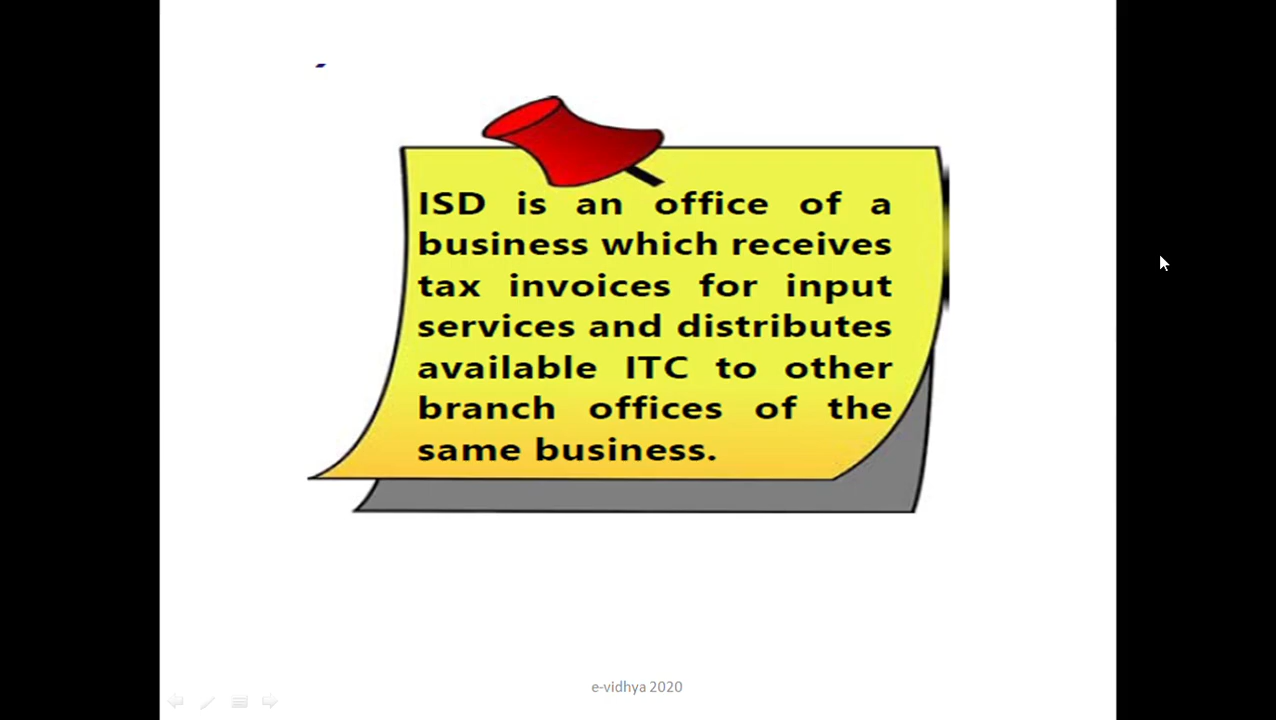 ISD is an office of a
business which receives
tax invoices for input
services and distributes
available ITC to other
branch offices of the
same business.
e-vidhya 2020